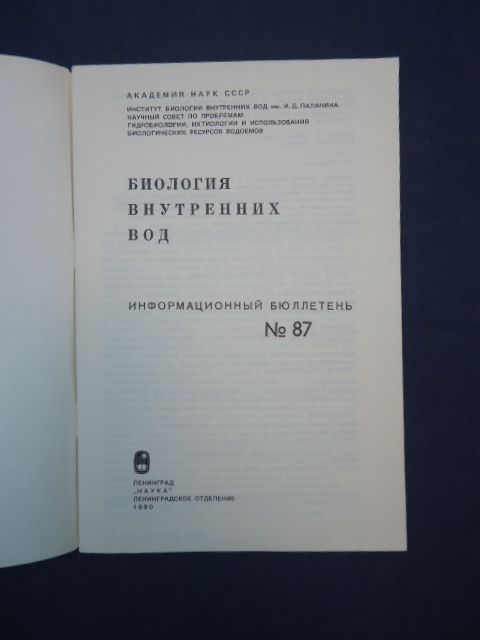 АКАДЕМИЯ НАУК СССР
ИНСТИТУТ БИОЛОГИИ ВНУТРЕННИХ ВОД им. И. Д. ПАПАНИНА
НАУЧНЫЙ СОВЕТ ПО ПРОБЛЕМАМ
ГИДРОБИОЛОГИИ, ИХТИОЛОГИИ И ИСПОЛЬЗОВАНИЯ
БИОЛОГИЧЕСКИХ РЕСУРСОВ ВОДОЕМОВ
БИОЛОГИЯ
ВНУТРЕННИХ
ВОД
ИНФОРМАЦИОННЫЙ БЮЛЛЕТЕНЬ
№ 87
ЛЕНИНГРАД
„НАУКА"
ЛЕНИНГРАДСКОЕ ОТДЕЛЕНИЕ
1990